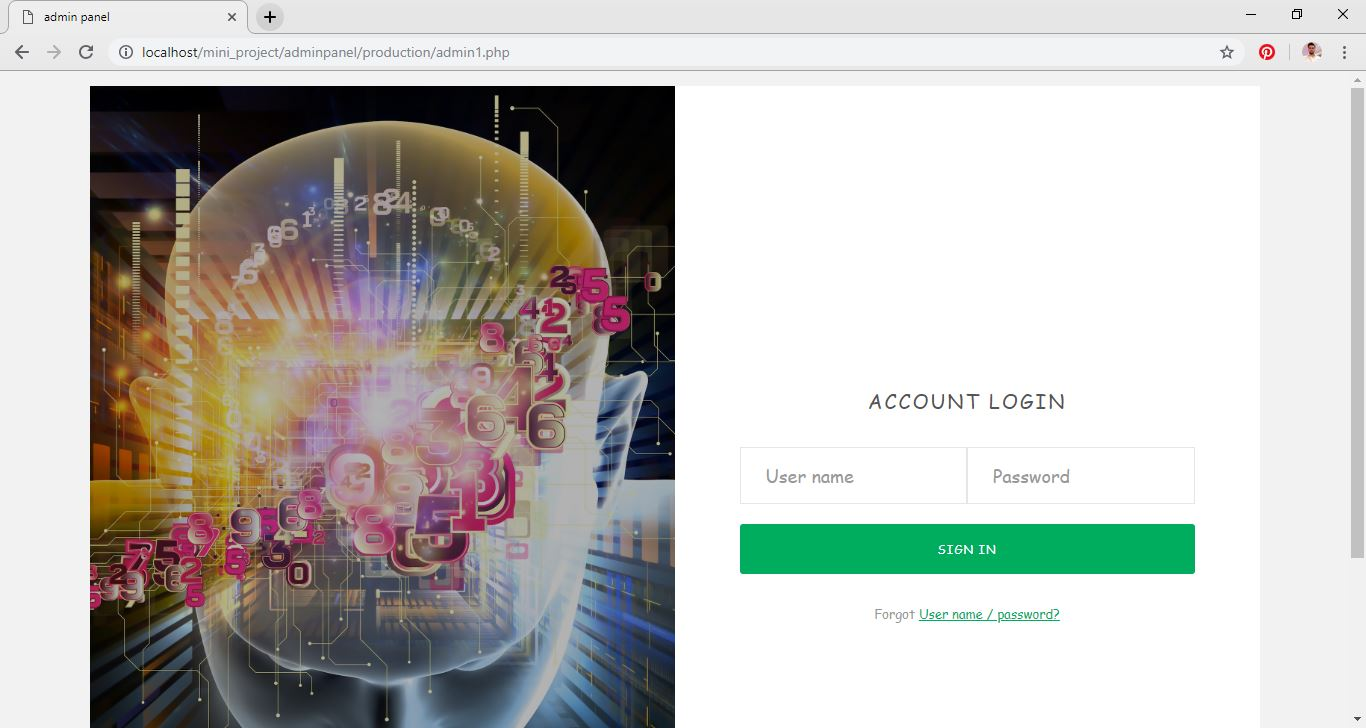 admin panel
localhost/mini_project/adminpanel/production/admin1.php
ACCOUNT LOGIN
User name Password
SIGN IN
Forgot User name / password?